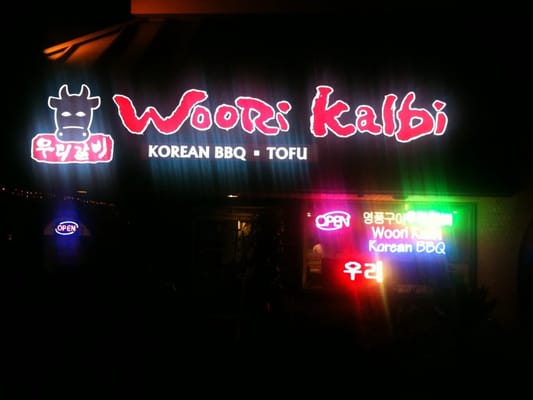 WOORi Kalbi
우리갈비
KOREAN BBQ ▪ TOFU
OPEN
OPEN
Woori Kalbi
Korean BBQ
우리